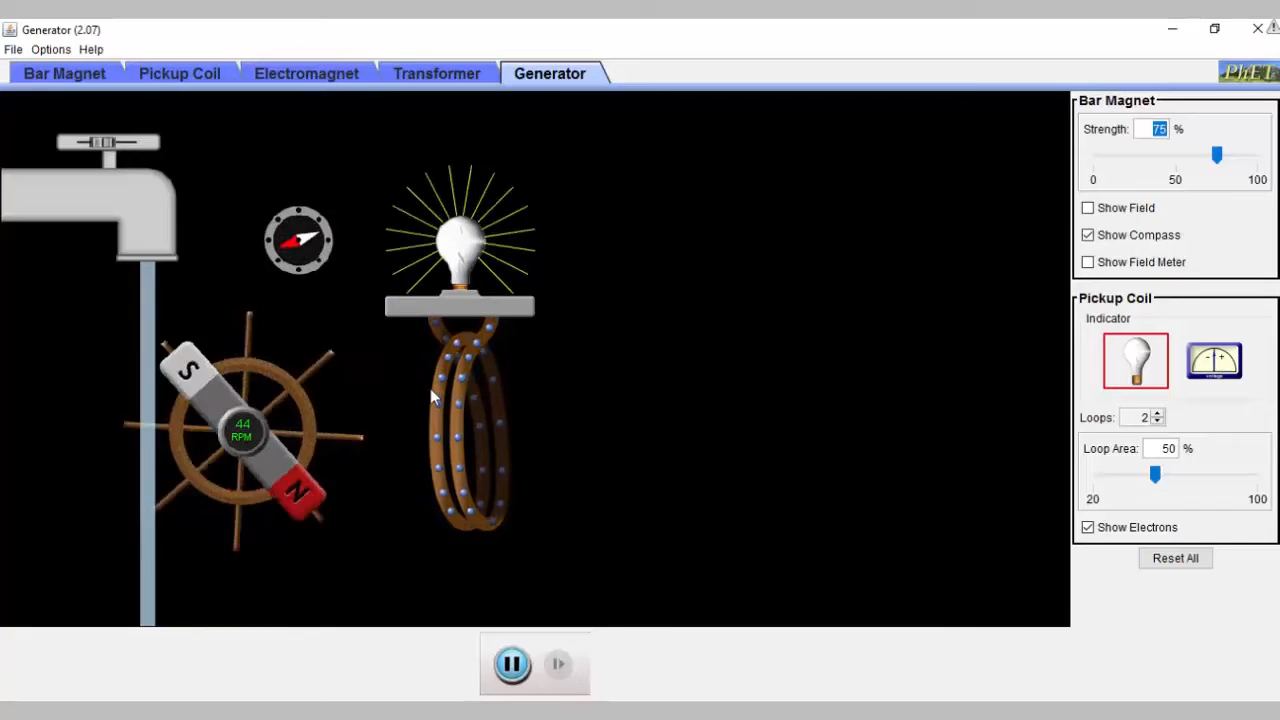 Generator (2.07)
File Options Help
Bar Magnet Pickup Coil Electromagnet Transformer Generator
PhET
Bar Magnet
Strength: 75 %
0 50 100
Show Field
Show Compass
Show Field Meter
Pickup Coil
Indicator
Loops: 2
Loop Area: 50 %
20 100
Show Electrons
Reset All
S
44
RPM
N